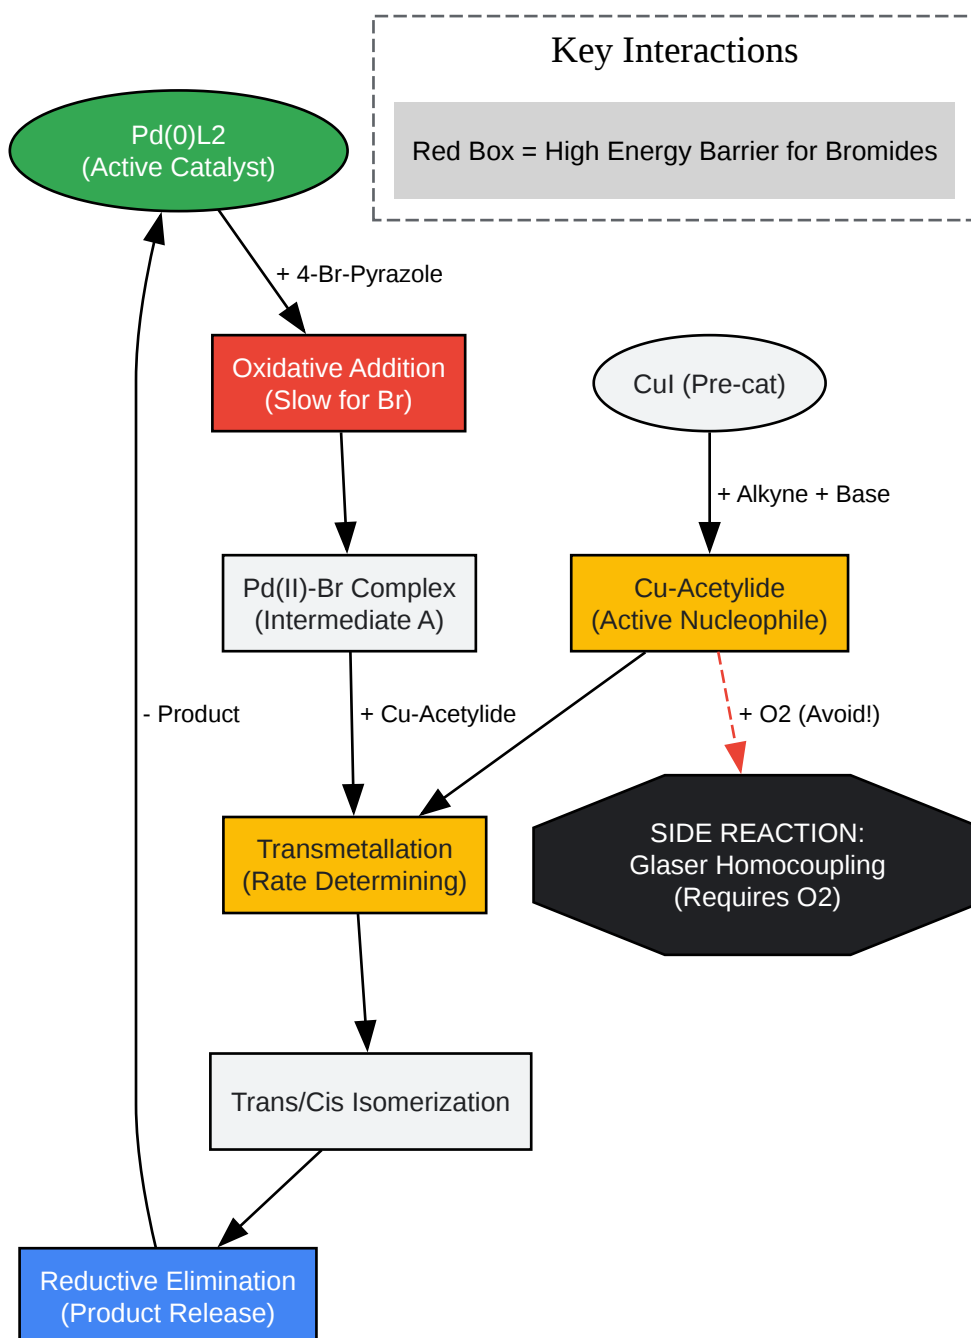 Key Interactions
Red Box = High Energy Barrier for Bromides
Pd(0)L2
(Active Catalyst)
+ 4-Br-Pyrazole
Oxidative Addition
(Slow for Br)
CuI (Pre-cat)
+ Alkyne + Base
Pd(II)-Br Complex
(Intermediate A)
Cu-Acetylide
(Active Nucleophile)
- Product
+ Cu-Acetylide
+ O2 (Avoid!)
Transmetallation
(Rate Determining)
SIDE REACTION:
Glaser Homocoupling
(Requires O2)
Trans/Cis Isomerization
Reductive Elimination
(Product Release)